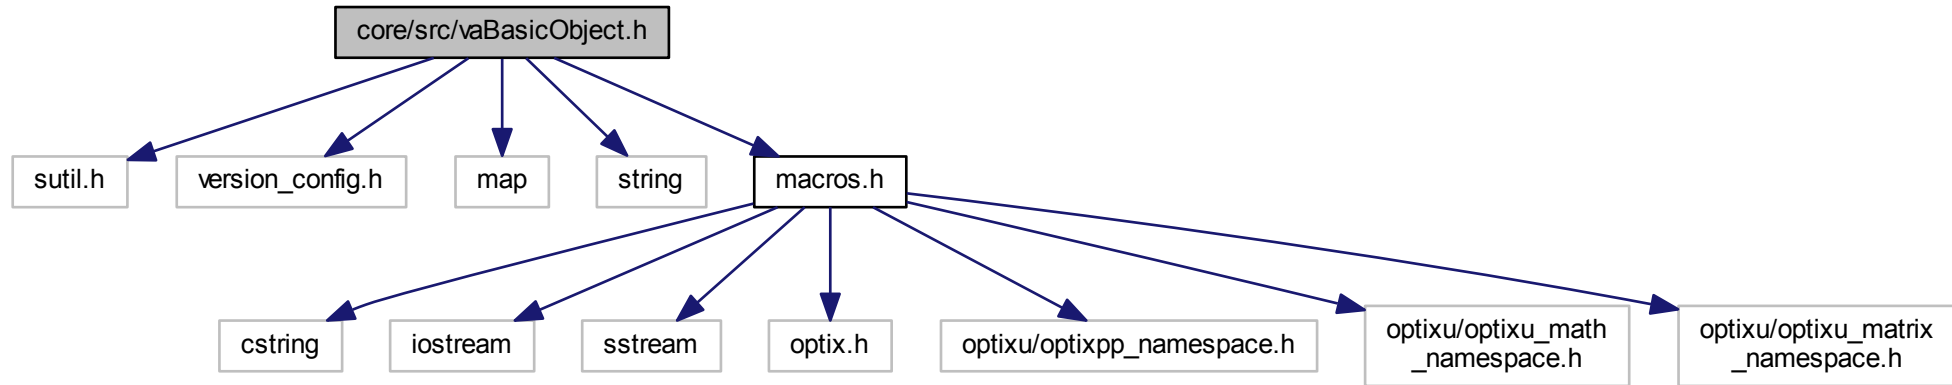 core/src/vaBasicObject.h
sutil.h
version_config.h
map
string
macros.h
cstring
iostream
sstream
optix.h
optixu/optixpp_namespace.h
optixu/optixu_math
_namespace.h
optixu/optixu_matrix
_namespace.h